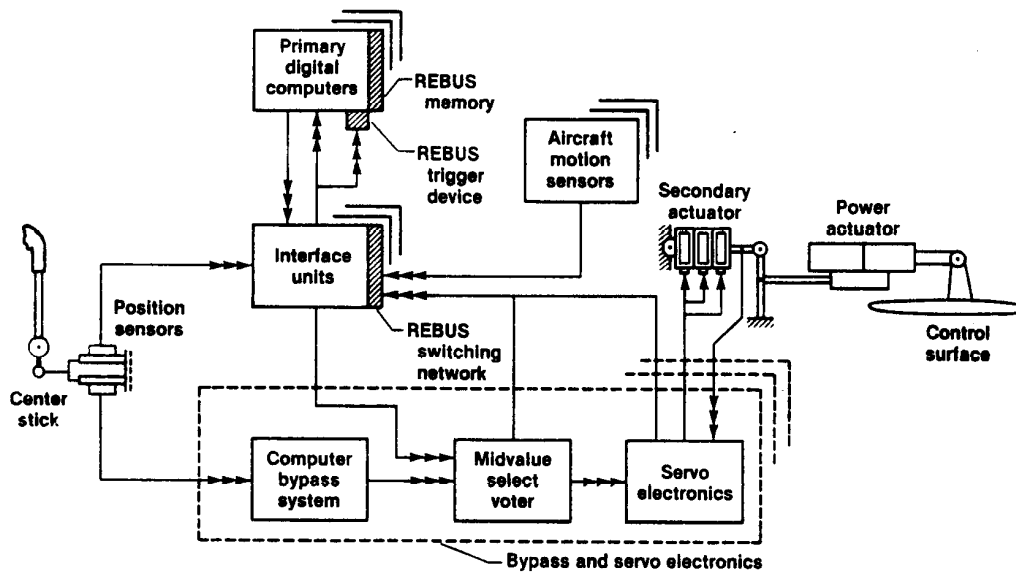 Primary
digital
computers
REBUS
memory
REBUS
trigger
device
Aircraft
motion
sensors
Secondary
actuator
Power
actuator
Interface
units
Position
sensors
REBUS
switching
network
Control
surface
Center
stick
Computer
bypass
system
Midvalue
select
voter
Servo
electronics
Bypass and servo electronics